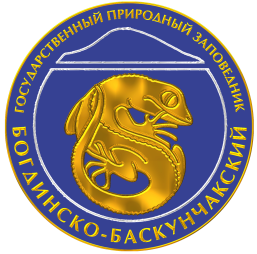 ГОСУДАРСТВЕННЫЙ ПРИРОДНЫЙ ЗАПОВЕДНИК
БОГДИНСКО-БАСКУНЧАКСКИЙ